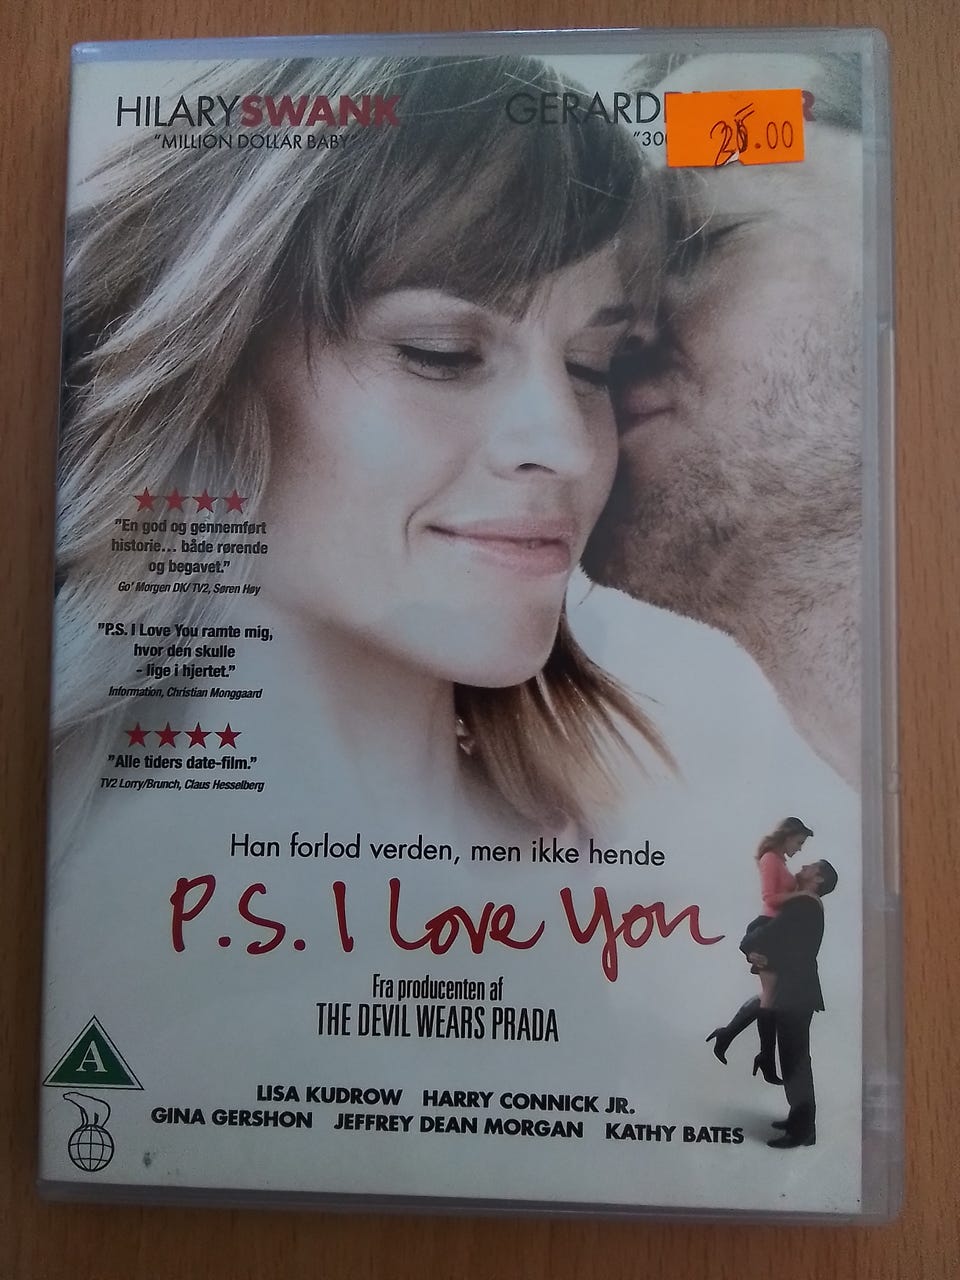 HILARYSWANK
"MILLION DOLLAR BABY"
GERARD
"300
.00
★★★★
"En god og gennemført
historie... både rørende
og begavet."
Go' Morgen DK/ TV2, Søren Høy
"P.S. I Love You ramte mig,
hvor den skulle
- lige i hjertet."
Information, Christian Monggaard
★★★★
"Alle tiders date-film."
TV2 Lorry/Brunch, Claus Hesselberg
Han forlod verden, men ikke hende
P.S. I Love You
Fra producenten af
THE DEVIL WEARS PRADA
A
LISA KUDROW HARRY CONNICK JR.
GINA GERSHON JEFFREY DEAN MORGAN KATHY BATES